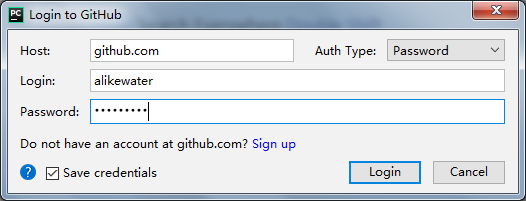 PC Login to GitHub
Host: github.com Auth Type: Password
Login: alikewater
Password: •••••••••
Do not have an account at github.com? Sign up
? Save credentials Login Cancel